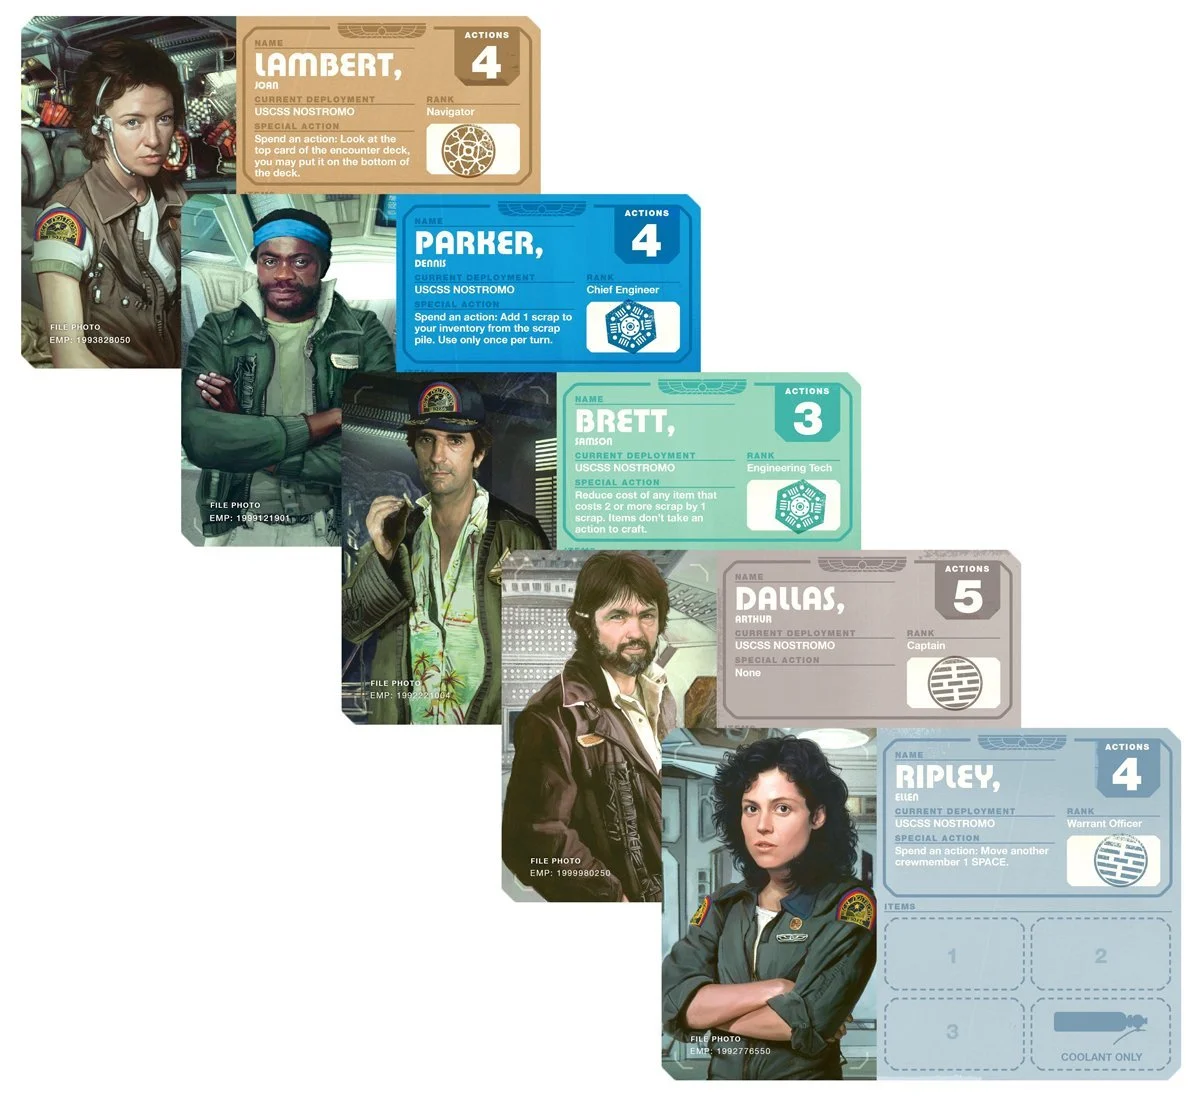 NAME
LAMBERT,
JOAN
ACTIONS
4
CURRENT DEPLOYMENT
USCSS NOSTROMO
RANK
Navigator
SPECIAL ACTION
Spend an action: Look at the
top card of the encounter deck,
you may put it on the bottom of
the deck.
ITEMS
FILE PHOTO
EMP: 1993828050
NAME
PARKER,
DENNIS
ACTIONS
4
CURRENT DEPLOYMENT
USCSS NOSTROMO
RANK
Chief Engineer
SPECIAL ACTION
Spend an action: Add 1 scrap to
your inventory from the scrap
pile. Use only once per turn.
ITEMS
FILE PHOTO
EMP: 1999121901
NAME
BRETT,
SAMSON
ACTIONS
3
CURRENT DEPLOYMENT
USCSS NOSTROMO
RANK
Engineering Tech
SPECIAL ACTION
Reduce cost of any item that
costs 2 or more scrap by 1
scrap. Items don't take an
action to craft.
ITEMS
FILE PHOTO
EMP: 1992221004
NAME
DALLAS,
ARTHUR
ACTIONS
5
CURRENT DEPLOYMENT
USCSS NOSTROMO
RANK
Captain
SPECIAL ACTION
None
ITEMS
FILE PHOTO
EMP: 1999980250
NAME
RIPLEY,
ELLEN
ACTIONS
4
CURRENT DEPLOYMENT
USCSS NOSTROMO
RANK
Warrant Officer
SPECIAL ACTION
Spend an action: Move another
crewmember 1 SPACE.
ITEMS
1
2
3
COOLANT ONLY
FILE PHOTO
EMP: 1992776550